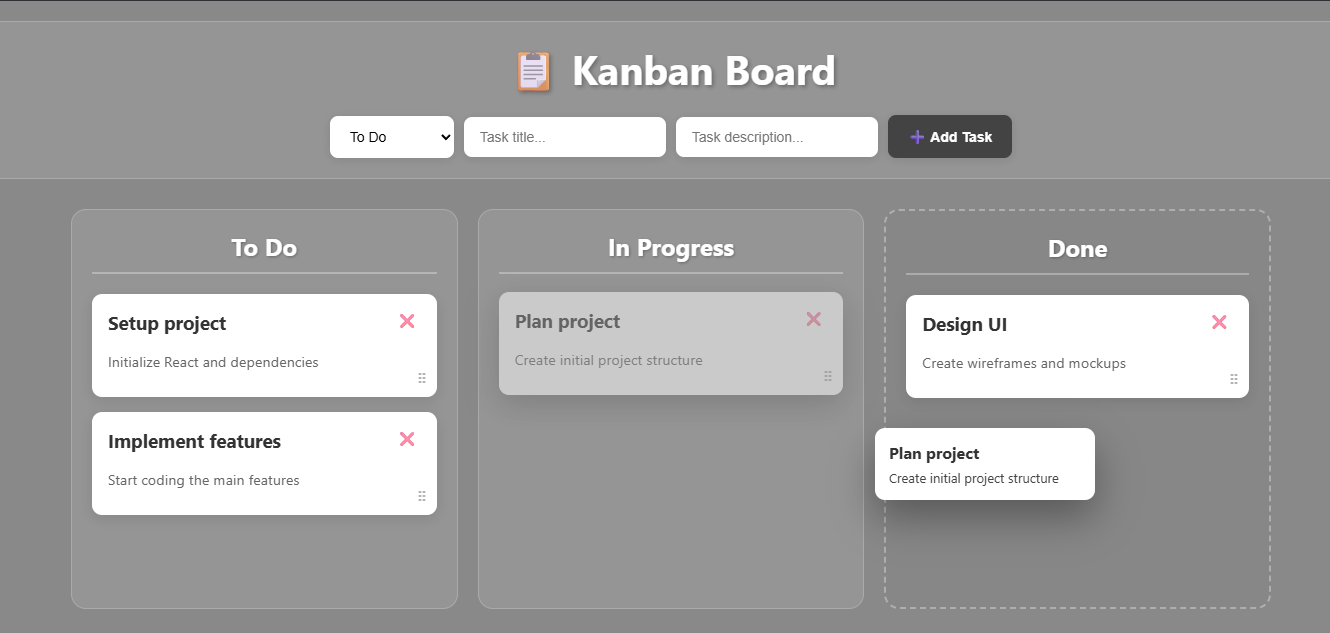 Kanban Board
To Do
Task title...
Task description...
Add Task
To Do
Setup project
Initialize React and dependencies
Implement features
Start coding the main features
In Progress
Plan project
Create initial project structure
Done
Design UI
Create wireframes and mockups
Plan project
Create initial project structure